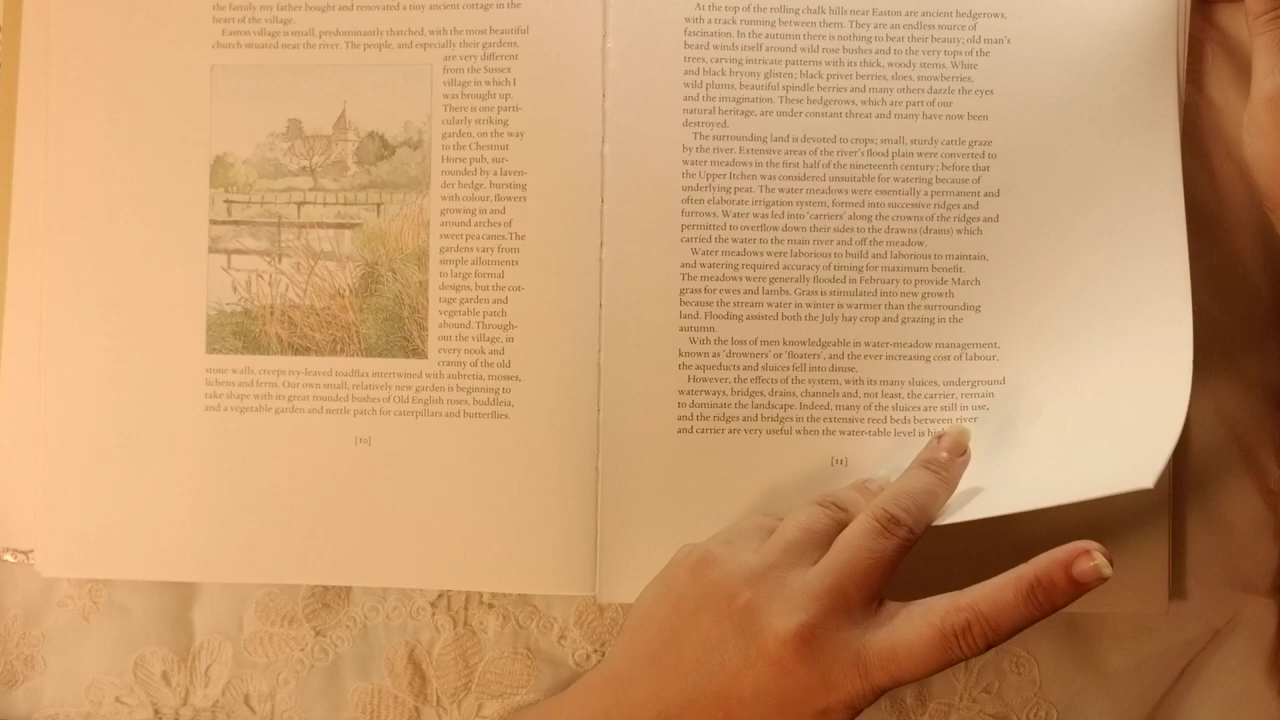 the family my father bought and renovated a tiny ancient cottage in the
heart of the village.
Easton village is small, predominantly thatched, with the most beautiful
church situated near the river. The people, and especially their gardens,
are very different
from the Sussex
village in which I
was brought up.
There is one parti-
cularly striking
garden, on the way
to the Chestnut
Horse pub, sur-
rounded by a laven-
der hedge, bursting
with colour, flowers
growing in and
around arches of
sweet pea canes. The
gardens vary from
simple allotments
to large formal
designs, but the cot-
tage garden and
vegetable patch
abound. Through-
out the village, in
every nook and
cranny of the old
stone walls, creeps ivy-leaved toadflax intertwined with aubretia, mosses,
lichens and ferns. Our own small, relatively new garden is beginning to
take shape with its great rounded bushes of Old English roses, buddleia,
and a vegetable garden and nettle patch for caterpillars and butterflies.
[10]
At the top of the rolling chalk hills near Easton are ancient hedgerows,
with a track running between them. They are an endless source of
fascination. In the autumn there is nothing to beat their beauty; old man's
beard winds itself around wild rose bushes and to the very tops of the
trees, carving intricate patterns with its thick, woody stems. White
and black bryony glisten; black privet berries, sloes, snowberries,
wild plums, beautiful spindle berries and many others dazzle the eyes
and the imagination. These hedgerows, which are part of our
natural heritage, are under constant threat and many have now been
destroyed.
The surrounding land is devoted to crops; small, sturdy cattle graze
by the river. Extensive areas of the river's flood plain were converted to
water meadows in the first half of the nineteenth century; before that
the Upper Itchen was considered unsuitable for watering because of
underlying peat. The water meadows were essentially a permanent and
often elaborate irrigation system, formed into successive ridges and
furrows. Water was led into 'carriers' along the crowns of the ridges and
permitted to overflow down their sides to the drawns (drains) which
carried the water to the main river and off the meadow.
Water meadows were laborious to build and laborious to maintain,
and watering required accuracy of timing for maximum benefit.
The meadows were generally flooded in February to provide March
grass for ewes and lambs. Grass is stimulated into new growth
because the stream water in winter is warmer than the surrounding
land. Flooding assisted both the July hay crop and grazing in the
autumn.
With the loss of men knowledgeable in water-meadow management,
known as 'drowners' or 'floaters', and the ever increasing cost of labour,
the aqueducts and sluices fell into disuse.
However, the effects of the system, with its many sluices, underground
waterways, bridges, drains, channels and, not least, the carrier, remain
to dominate the landscape. Indeed, many of the sluices are still in use,
and the ridges and bridges in the extensive reed beds between river
and carrier are very useful when the water-table level is
[11]